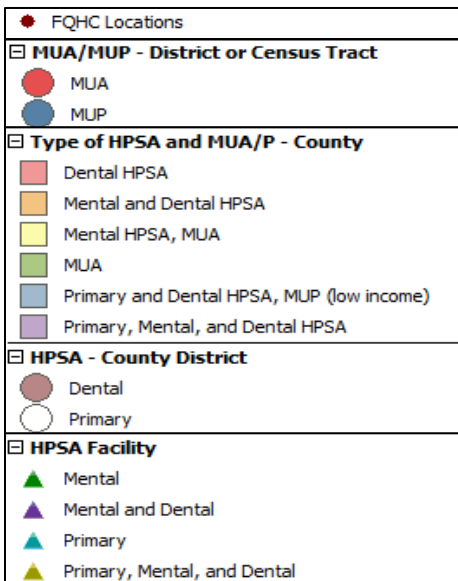 FQHC Locations
MUA/MUP - District or Census Tract
MUA
MUP
Type of HPSA and MUA/P - County
Dental HPSA
Mental and Dental HPSA
Mental HPSA, MUA
MUA
Primary and Dental HPSA, MUP (low income)
Primary, Mental, and Dental HPSA
HPSA - County District
Dental
Primary
HPSA Facility
Mental
Mental and Dental
Primary
Primary, Mental, and Dental